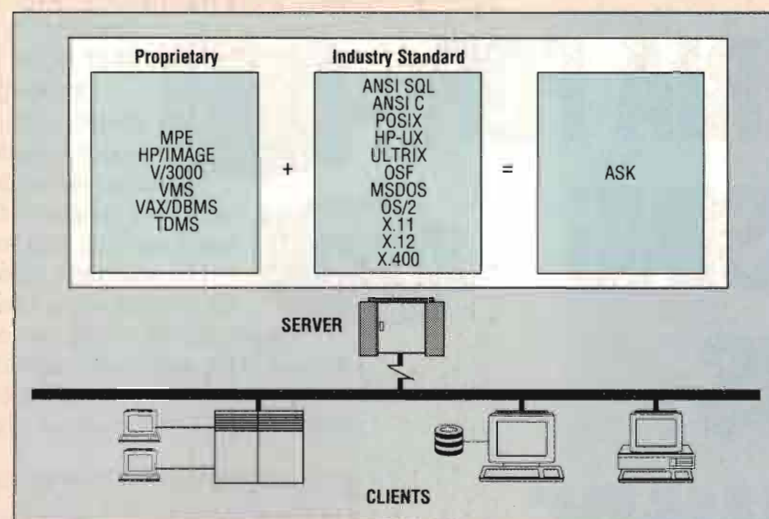 Proprietary
MPE
HP/IMAGE
V/3000
VMS
VAX/DBMS
TDMS
+
Industry Standard
ANSI SQL
ANSI C
POSIX
HP-UX
ULTRIX
OSF
MSDOS
OS/2
X.11
X.12
X.400
=
ASK
SERVER
CLIENTS